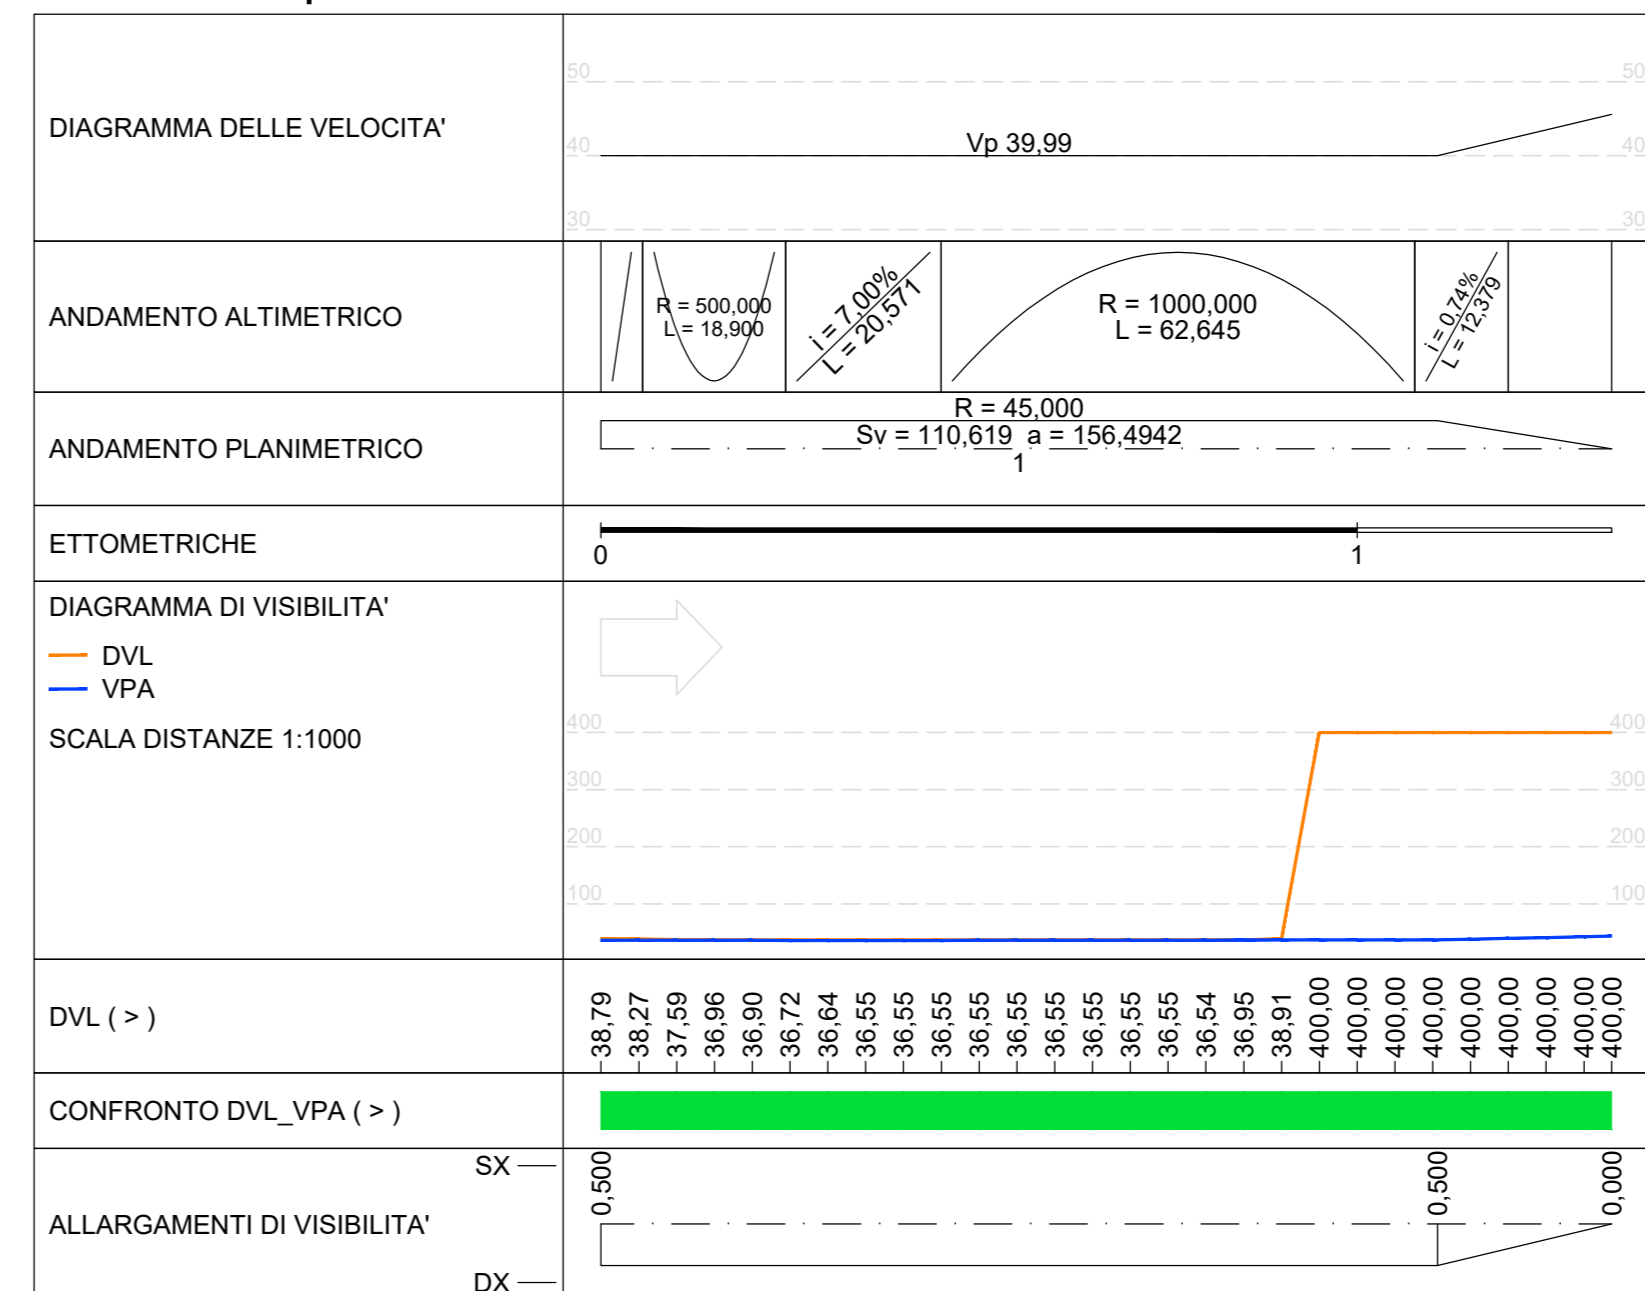 50 50
DIAGRAMMA DELLE VELOCITA'
Vp 39,99
40 40
30 30
ANDAMENTO ALTIMETRICO
R = 500,000
L = 18,900
i = 7,00%
L = 20,571
R = 1000,000
L = 62,645
i = 0,74%
L = 12,379
ANDAMENTO PLANIMETRICO
R = 45,000
Sv = 110,619 a = 156,4942
1
ETTOMETRICHE
0 1
DIAGRAMMA DI VISIBILITA'
DVL
VPA
SCALA DISTANZE 1:1000
400 400
300 300
200 200
100 100
DVL ( > )
38,79
38,27
37,59
36,96
36,90
36,72
36,64
36,55
36,55
36,55
36,55
36,55
36,55
36,55
36,55
36,55
36,54
36,95
38,91
400,00
400,00
400,00
400,00
400,00
400,00
400,00
400,00
400,00
CONFRONTO DVL_VPA ( > )
SX
ALLARGAMENTI DI VISIBILITA'
DX
0,500
0,500
0,000